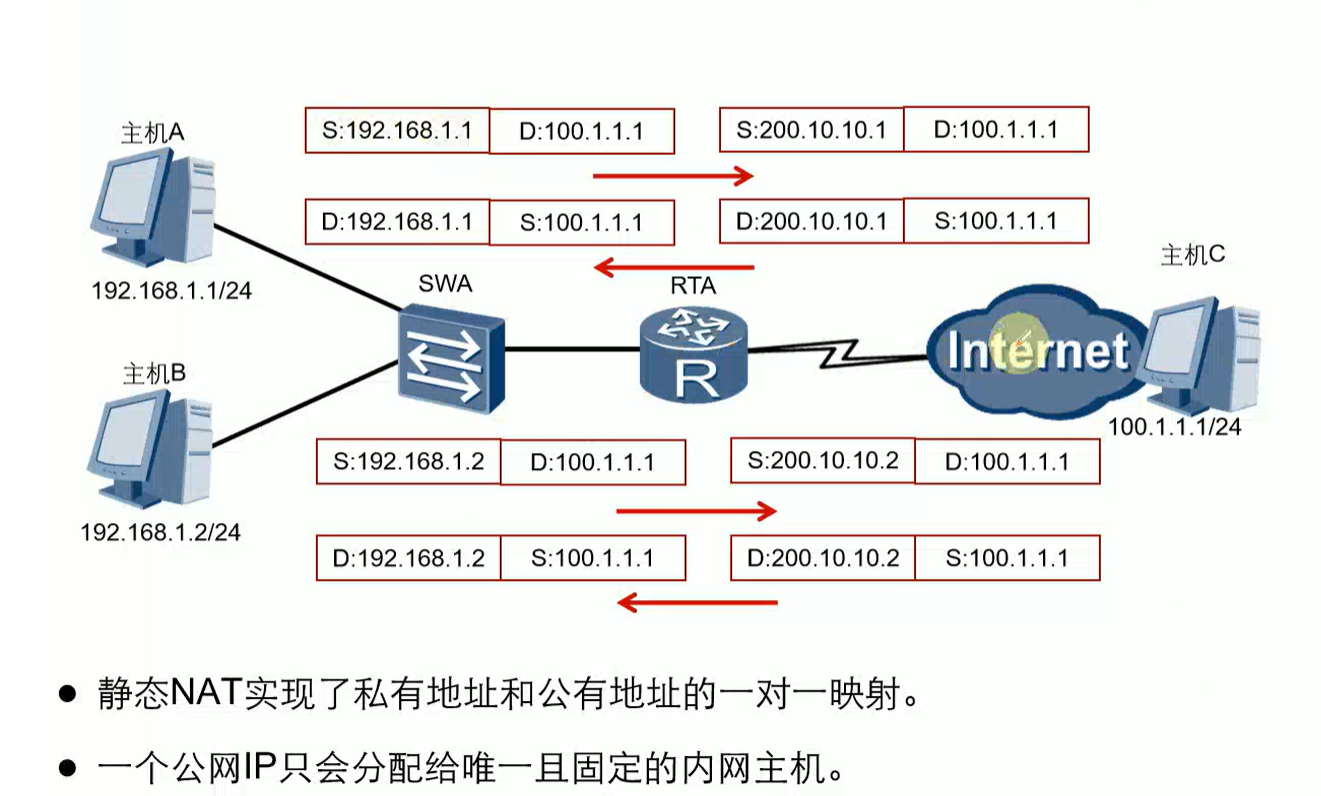 主机A
S:192.168.1.1 D:100.1.1.1 S:200.10.10.1 D:100.1.1.1
D:192.168.1.1 S:100.1.1.1 D:200.10.10.1 S:100.1.1.1
主机C
192.168.1.1/24
SWA
RTA
Internet
R
主机B
100.1.1.1/24
S:192.168.1.2 D:100.1.1.1 S:200.10.10.2 D:100.1.1.1
192.168.1.2/24
D:192.168.1.2 S:100.1.1.1 D:200.10.10.2 S:100.1.1.1
● 静态NAT实现了私有地址和公有地址的一对一映射。
● 一个公网IP只会分配给唯一且固定的内网主机。